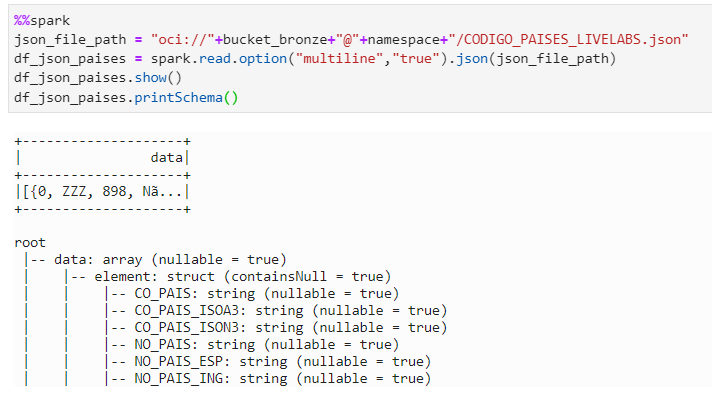 %%spark
json_file_path = "oci://"+bucket_bronze+"@"+namespace+"/CODIGO_PAISES_LIVELABS.json"
df_json_paises = spark.read.option("multiline","true").json(json_file_path)
df_json_paises.show()
df_json_paises.printSchema()
+--------------------+
|                data|
+--------------------+
|[{0, ZZZ, 898, Nã...|
+--------------------+
root
 |-- data: array (nullable = true)
 |    |-- element: struct (containsNull = true)
 |    |    |-- CO_PAIS: string (nullable = true)
 |    |    |-- CO_PAIS_ISOA3: string (nullable = true)
 |    |    |-- CO_PAIS_ISON3: string (nullable = true)
 |    |    |-- NO_PAIS: string (nullable = true)
 |    |    |-- NO_PAIS_ESP: string (nullable = true)
 |    |    |-- NO_PAIS_ING: string (nullable = true)